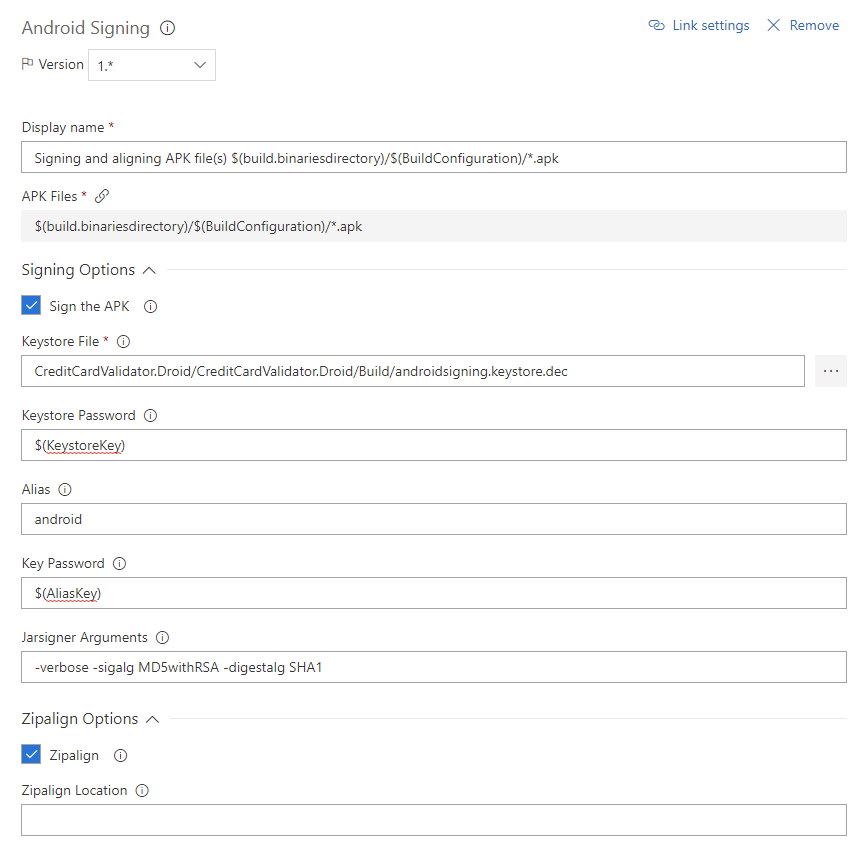 Android Signing
Link settings
Remove
Version 1.*
Display name *
Signing and aligning APK file(s) $(build.binariesdirectory)/$(BuildConfiguration)/*.apk
APK Files *
$(build.binariesdirectory)/$(BuildConfiguration)/*.apk
Signing Options
Sign the APK
Keystore File *
CreditCardValidator.Droid/CreditCardValidator.Droid/Build/androidsigning.keystore.dec
...
Keystore Password
$(KeystoreKey)
Alias
android
Key Password
$(AliasKey)
Jarsigner Arguments
-verbose -sigalg MD5withRSA -digestalg SHA1
Zipalign Options
Zipalign
Zipalign Location